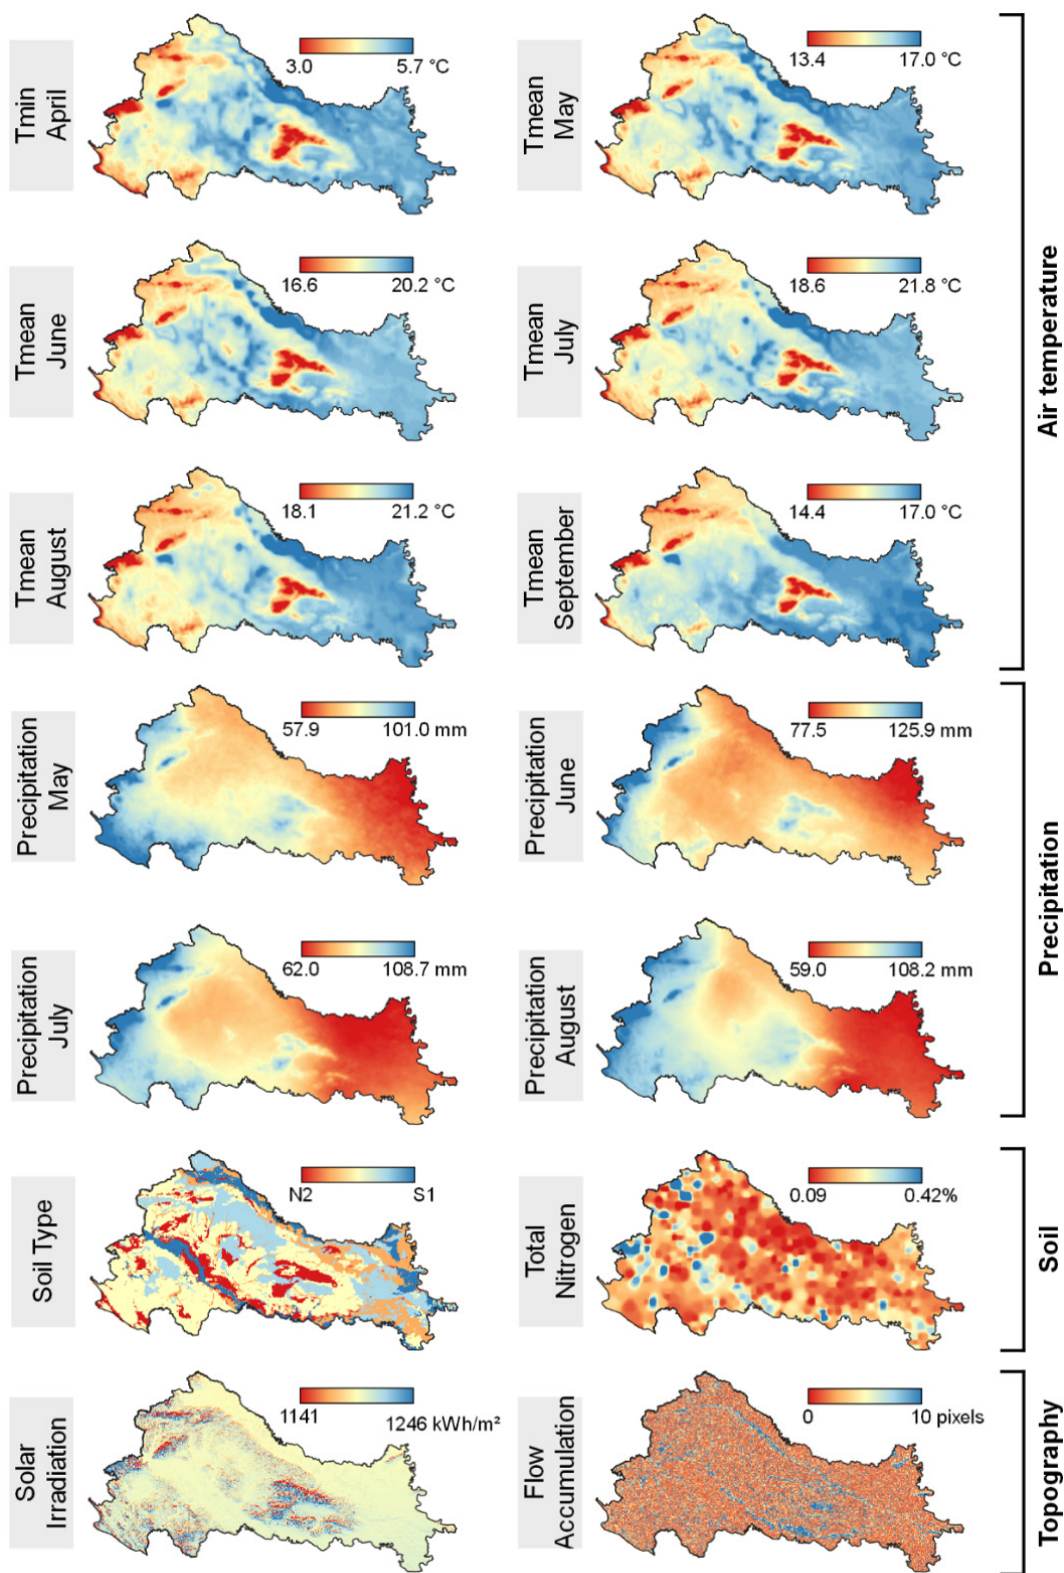 Tmin
April
3.0 5.7 °C
Tmean
May
13.4 17.0 °C
Tmean
June
16.6 20.2 °C
Tmean
July
18.6 21.8 °C
Tmean
August
18.1 21.2 °C
Tmean
September
14.4 17.0 °C
Air temperature
Precipitation
May
57.9 101.0 mm
Precipitation
June
77.5 125.9 mm
Precipitation
July
62.0 108.7 mm
Precipitation
August
59.0 108.2 mm
Precipitation
Soil Type
N2 S1
Total
Nitrogen
0.09 0.42%
Soil
Solar
Irradiation
1141 1246 kWh/m²
Flow
Accumulation
0 10 pixels
Topography